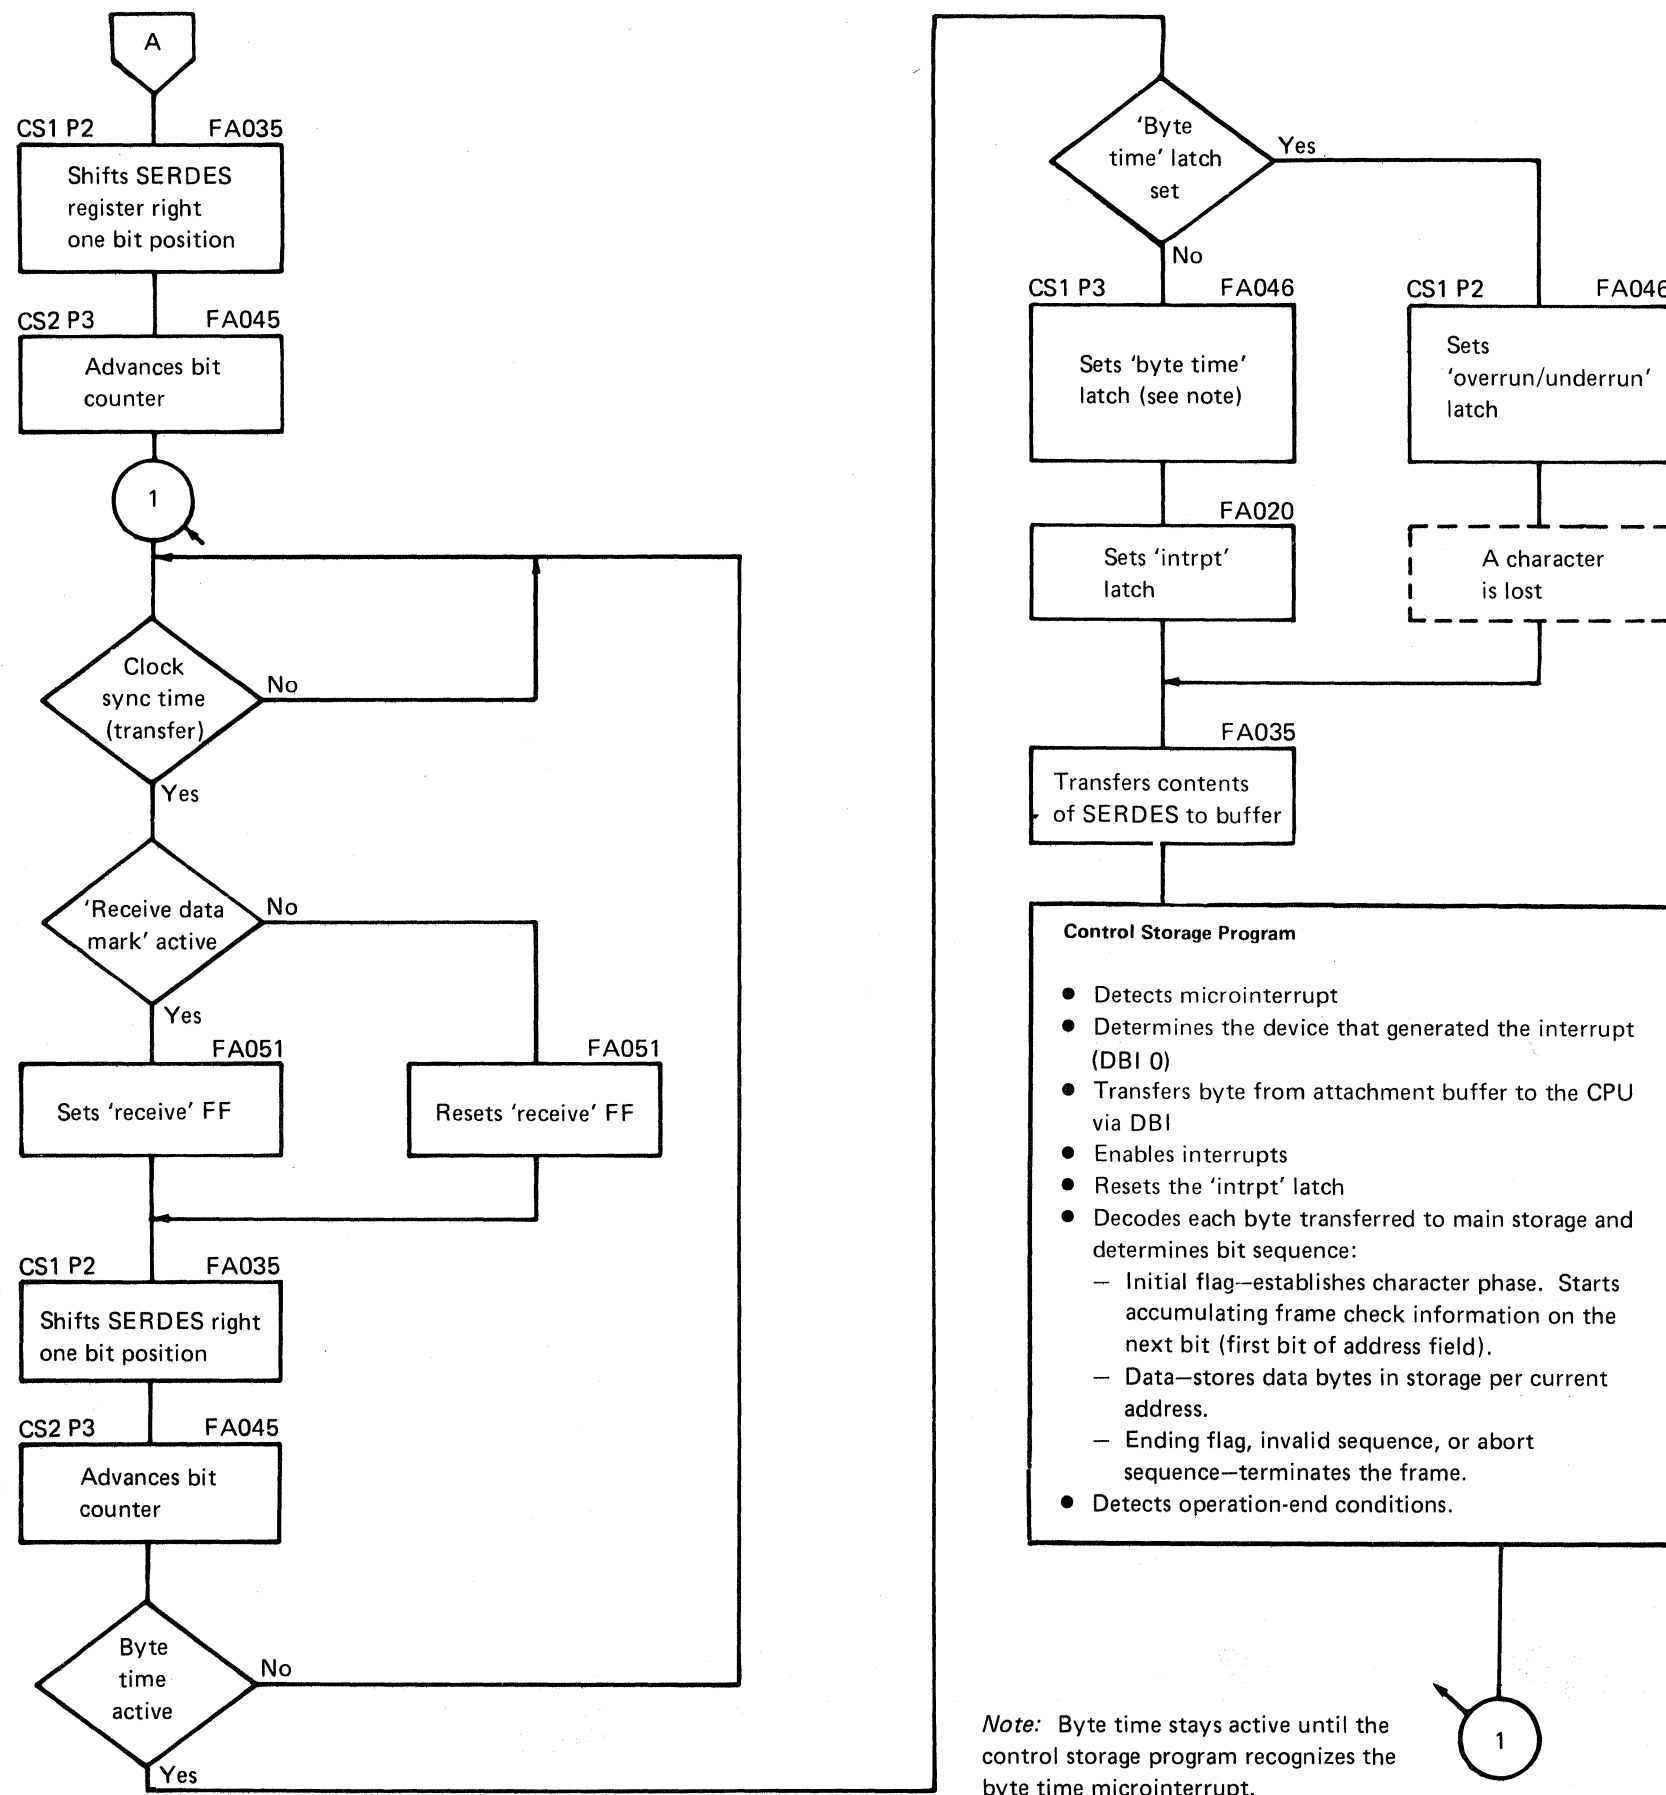 A
CS1 P2 FA035
Shifts SERDES
register right
one bit position
CS2 P3 FA045
Advances bit
counter
1
Clock
sync time
(transfer)
No
Yes
'Receive data
mark' active
No
Yes
FA051
Sets 'receive' FF
FA051
Resets 'receive' FF
CS1 P2 FA035
Shifts SERDES right
one bit position
CS2 P3 FA045
Advances bit
counter
Byte
time
active
No
Yes
'Byte
time' latch
set
Yes
No
CS1 P3 FA046
Sets 'byte time'
latch (see note)
CS1 P2 FA046
Sets
'overrun/underrun'
latch
FA020
Sets 'intrpt'
latch
A character
is lost
FA035
Transfers contents
of SERDES to buffer
Control Storage Program
● Detects microinterrupt
● Determines the device that generated the interrupt
(DBI 0)
● Transfers byte from attachment buffer to the CPU
via DBI
● Enables interrupts
● Resets the 'intrpt' latch
● Decodes each byte transferred to main storage and
determines bit sequence:
— Initial flag—establishes character phase. Starts
accumulating frame check information on the
next bit (first bit of address field).
— Data—stores data bytes in storage per current
address.
— Ending flag, invalid sequence, or abort
sequence—terminates the frame.
● Detects operation-end conditions.
1
Note: Byte time stays active until the
control storage program recognizes the
byte time microinterrupt.